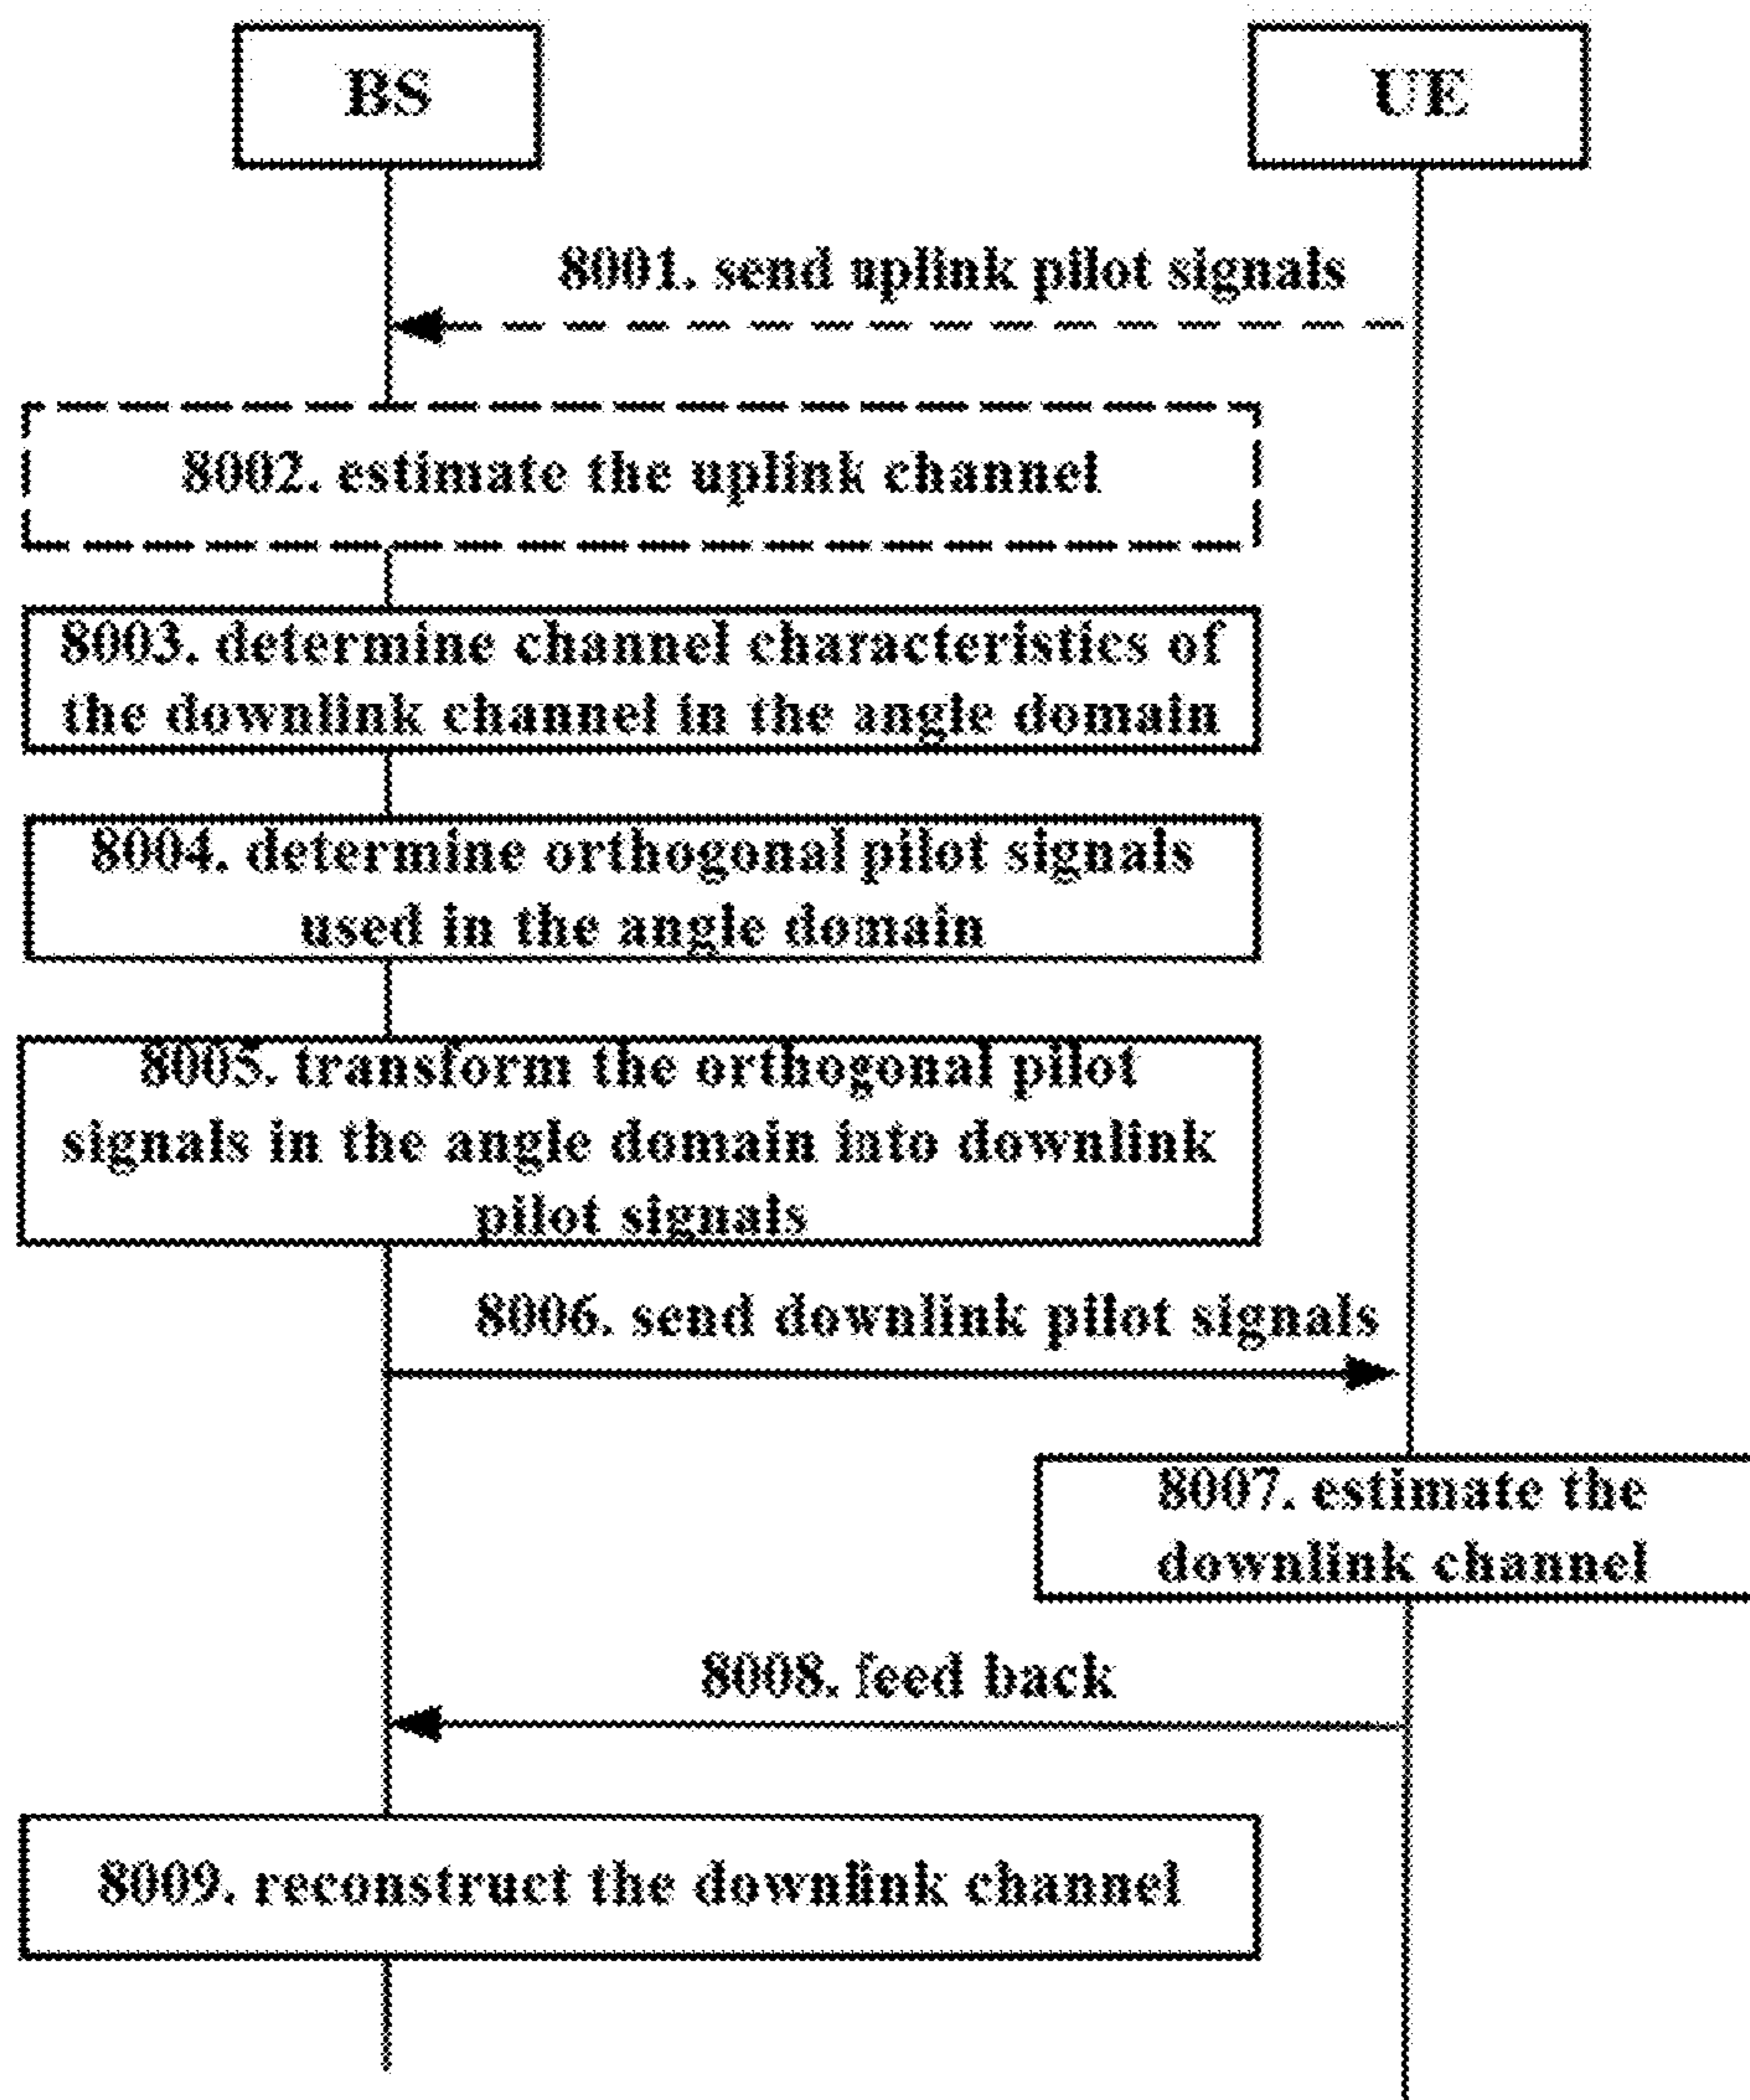 BS
UE
8001. send uplink pilot signals
8002. estimate the uplink channel
8003. determine channel characteristics of
the downlink channel in the angle domain
8004. determine orthogonal pilot signals
used in the angle domain
8005. transform the orthogonal pilot
signals in the angle domain into downlink
pilot signals
8006. send downlink pilot signals
8007. estimate the
downlink channel
8008. feed back
8009. reconstruct the downlink channel